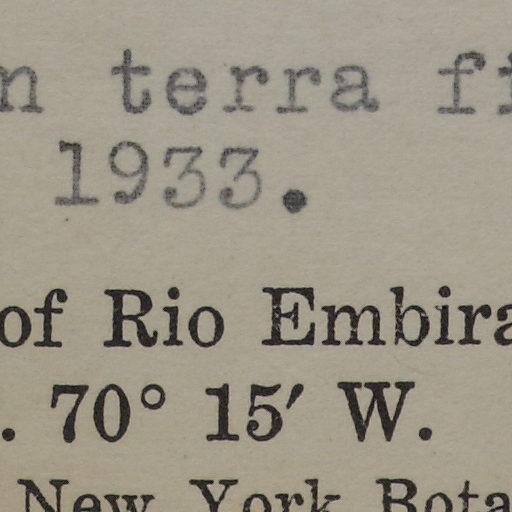 terra
1933.
of Rio Embira
. 70° 15′ W.
New York Bota